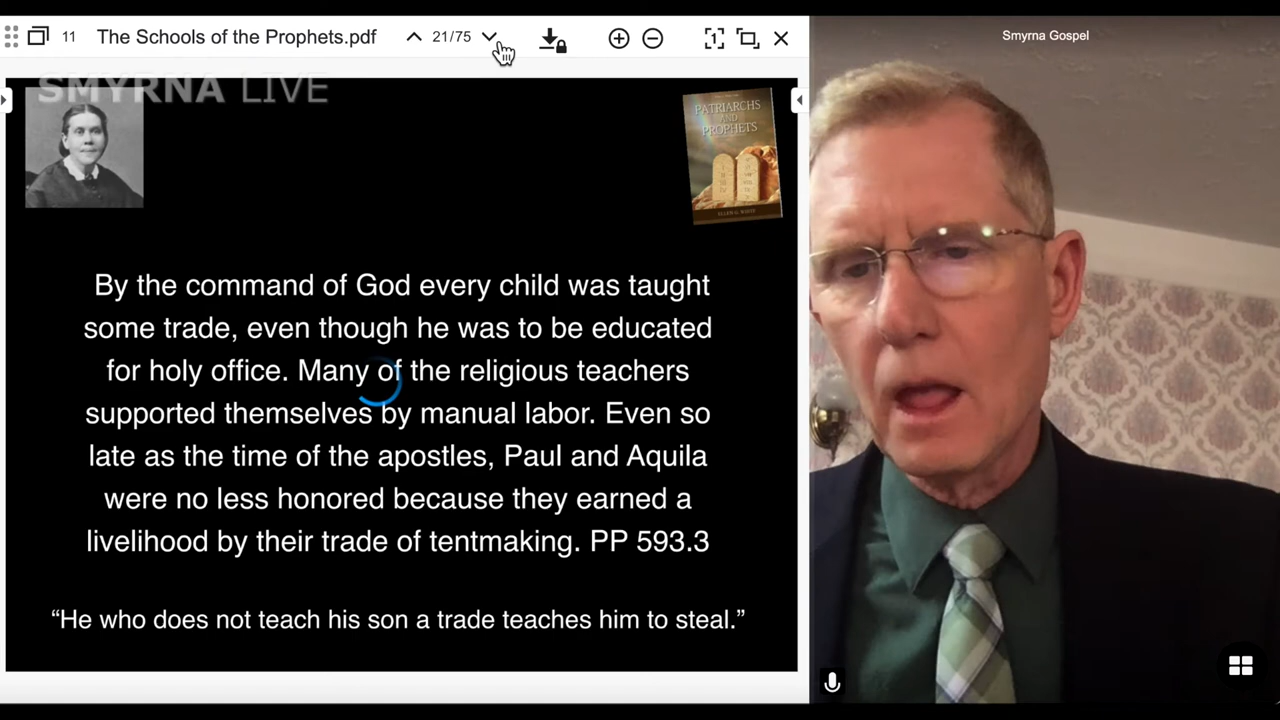 11 The Schools of the Prophets.pdf 21/75
Smyrna Gospel
SMYRNA LIVE
PATRIARCHS
AND
PROPHETS
ELLEN G. WHITE
By the command of God every child was taught
some trade, even though he was to be educated
for holy office. Many of the religious teachers
supported themselves by manual labor. Even so
late as the time of the apostles, Paul and Aquila
were no less honored because they earned a
livelihood by their trade of tentmaking. PP 593.3
“He who does not teach his son a trade teaches him to steal.”